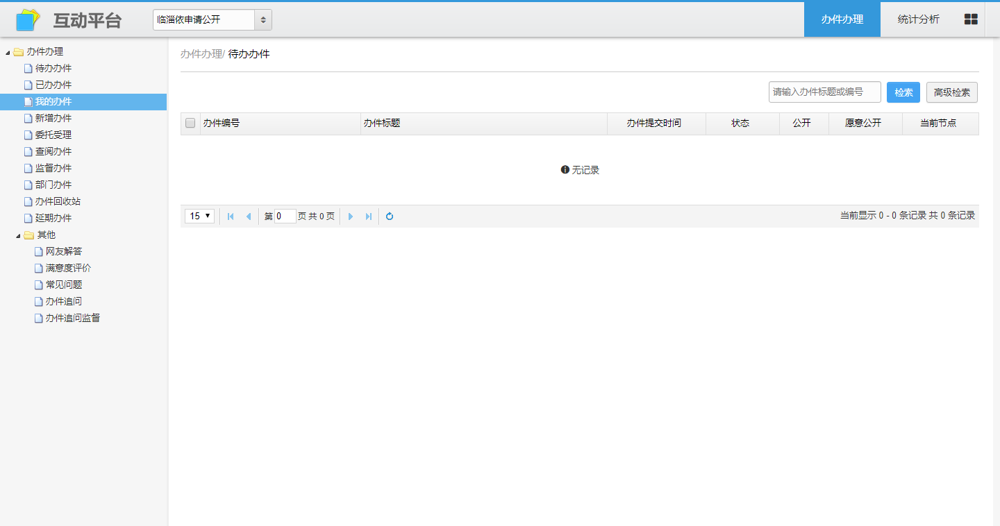 互动平台
临淄依申请公开
办件办理
统计分析
办件办理
待办办件
已办办件
我的办件
新增办件
委托受理
查阅办件
监督办件
部门办件
办件回收站
延期办件
其他
网友解答
满意度评价
常见问题
办件追问
办件追问监督
办件办理/ 待办办件
请输入办件标题或编号
检索
高级检索
办件编号 办件标题 办件提交时间 状态 公开 愿意公开 当前节点
无记录
15 第 0 页 共 0 页 当前显示 0 - 0 条记录 共 0 条记录